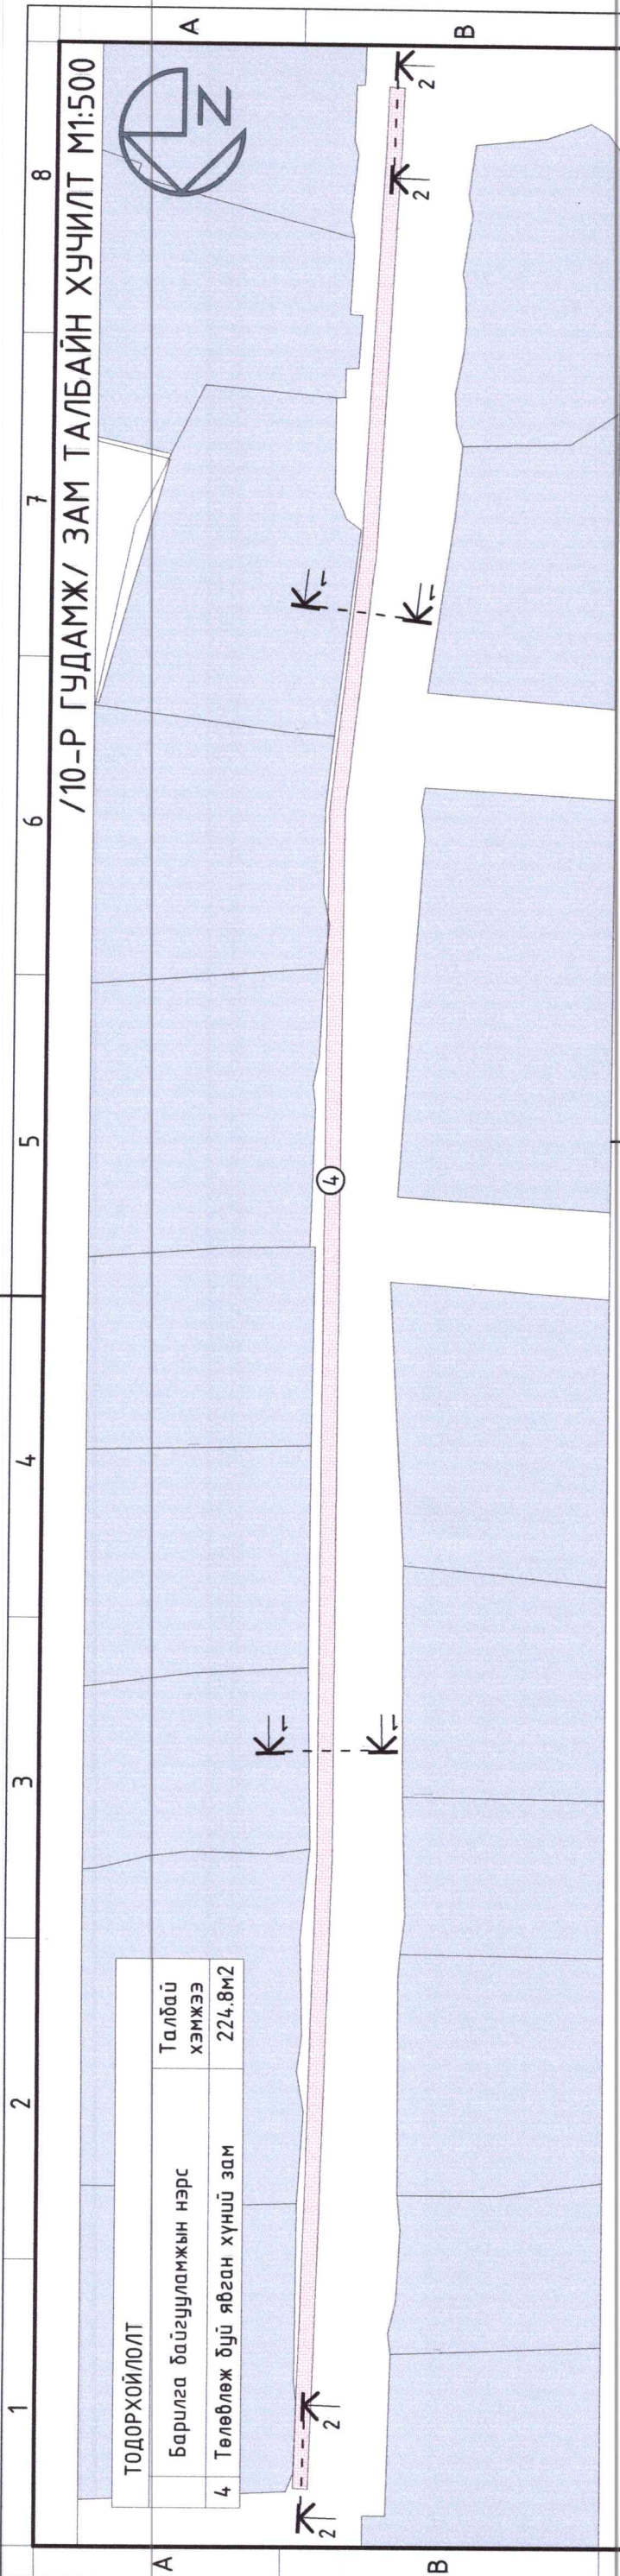 /10-Р ГУДАМЖ/ ЗАМ ТАЛБАЙН ХУЧИЛТ М1:500
1 2 3 4 5 6 7 8
A
A
B
B
N
ТОДОРХОЙЛОЛТ
Барилга байгууламжын нэрс
Талбай
хэмжээ
4 Төлөвлөж буй явган хүний зам 224.8м2
4
1
1
1
1
2
2
2
2